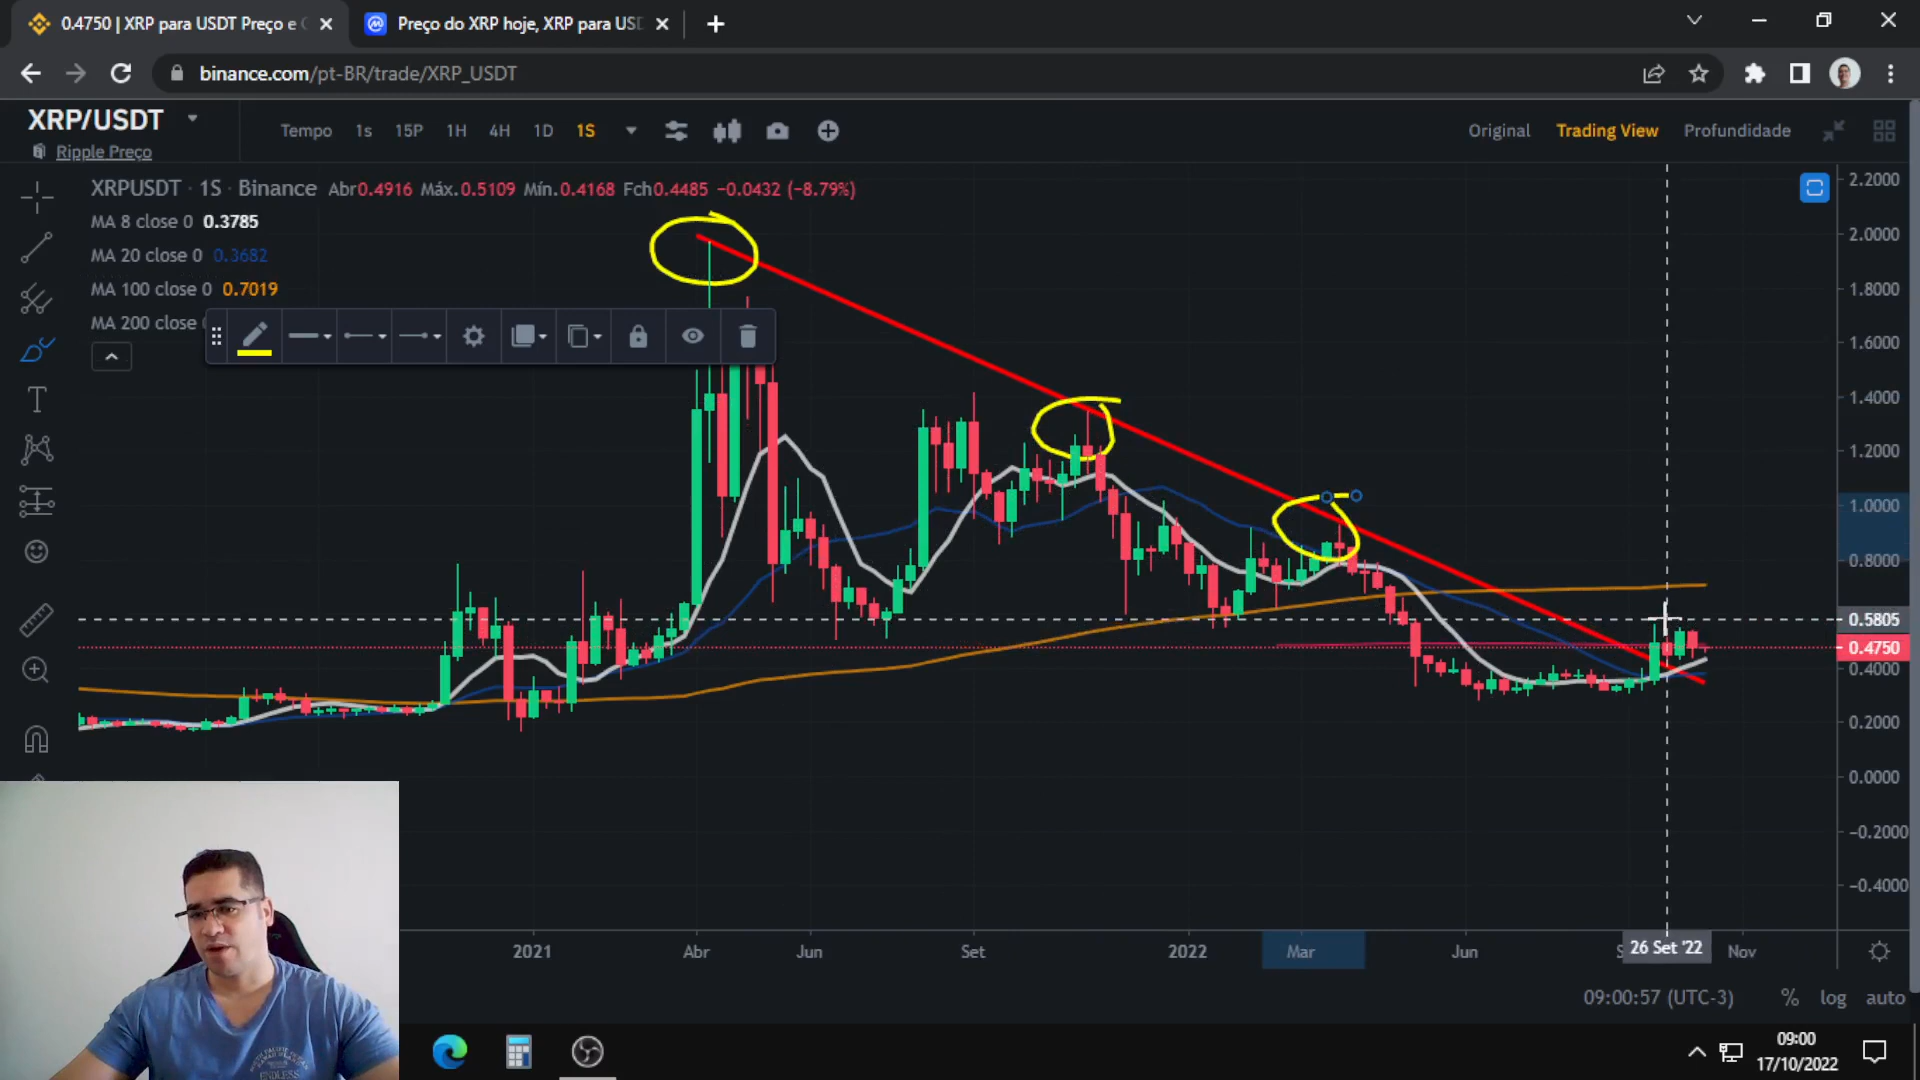 0.4750 | XRP para USDT Preço e
Preço do XRP hoje, XRP para USD
binance.com/pt-BR/trade/XRP_USDT
XRP/USDT
Ripple Preço
Tempo 1s 15P 1H 4H 1D 1S
Original Trading View Profundidade
XRPUSDT · 1S · Binance Abr0.4916 Máx.0.5109 Mín.0.4168 Fch0.4485 −0.0432 (−8.79%)
MA 8 close 0 0.3785
MA 20 close 0 0.3682
MA 100 close 0 0.7019
MA 200 close
2.2000
2.0000
1.8000
1.6000
1.4000
1.2000
1.0000
0.8000
0.5805
0.4750
0.4000
0.2000
0.0000
−0.2000
−0.4000
2021 Abr Jun Set 2022 Mar Jun 26 Set '22 Nov
09:00:57 (UTC-3) % log auto
09:00
17/10/2022
ENDLESS